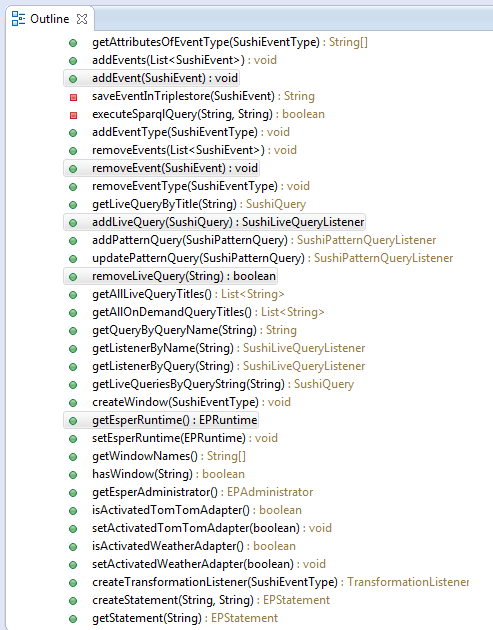 Outline
getAttributesOfEventType(SushiEventType) : String[]
addEvents(List<SushiEvent>) : void
addEvent(SushiEvent) : void
saveEventInTriplestore(SushiEvent) : String
executeSparqlQuery(String, String) : boolean
addEventType(SushiEventType) : void
removeEvents(List<SushiEvent>) : void
removeEvent(SushiEvent) : void
removeEventType(SushiEventType) : void
getLiveQueryByTitle(String) : SushiQuery
addLiveQuery(SushiQuery) : SushiLiveQueryListener
addPatternQuery(SushiPatternQuery) : SushiPatternQueryListener
updatePatternQuery(SushiPatternQuery) : SushiPatternQueryListener
removeLiveQuery(String) : boolean
getAllLiveQueryTitles() : List<String>
getAllOnDemandQueryTitles() : List<String>
getQueryByQueryName(String) : String
getListenerByName(String) : SushiLiveQueryListener
getListenerByQuery(String) : SushiLiveQueryListener
getLiveQueriesByQueryString(String) : SushiQuery
createWindow(SushiEventType) : void
getEsperRuntime() : EPRuntime
setEsperRuntime(EPRuntime) : void
getWindowNames() : String[]
hasWindow(String) : boolean
getEsperAdministrator() : EPAdministrator
isActivatedTomTomAdapter() : boolean
setActivatedTomTomAdapter(boolean) : void
isActivatedWeatherAdapter() : boolean
setActivatedWeatherAdapter(boolean) : void
createTransformationListener(SushiEventType) : TransformationListener
createStatement(String, String) : EPStatement
getStatement(String) : EPStatement